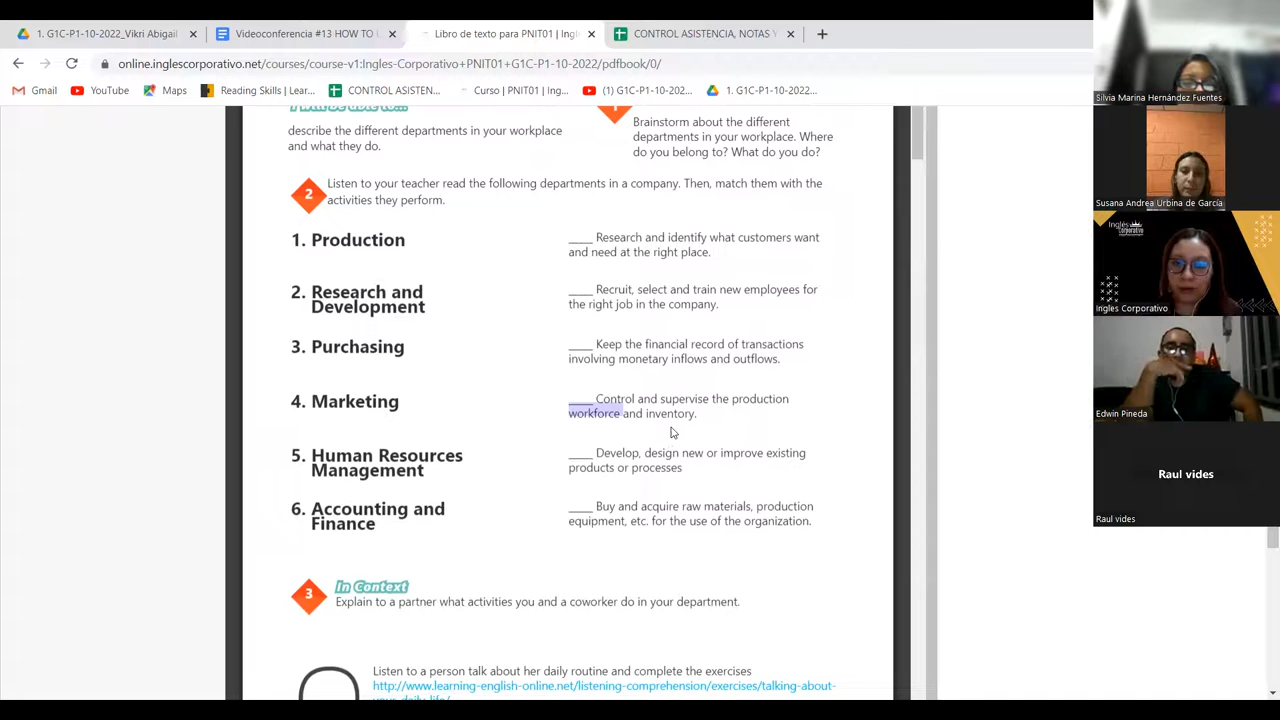 1. G1C-P1-10-2022_Vikri Abigail
Videoconferencia #13 HOW TO
Libro de texto para PNIT01 | Ingl
CONTROL ASISTENCIA, NOTAS Y
online.inglescorporativo.net/courses/course-v1:Ingles-Corporativo+PNIT01+G1C-P1-10-2022/pdfbook/0/
Gmail
YouTube
Maps
Reading Skills | Lear...
CONTROL ASISTEN...
Curso | PNIT01 | Ing...
(1) G1C-P1-10-202...
1. G1C-P1-10-2022...
I will be able to...
describe the different departments in your workplace
and what they do.
1
Brainstorm about the different
departments in your workplace. Where
do you belong to? What do you do?
2
Listen to your teacher read the following departments in a company. Then, match them with the
activities they perform.
1. Production
____ Research and identify what customers want
and need at the right place.
2. Research and
Development
____ Recruit, select and train new employees for
the right job in the company.
3. Purchasing
____ Keep the financial record of transactions
involving monetary inflows and outflows.
4. Marketing
____ Control and supervise the production
workforce and inventory.
5. Human Resources
Management
____ Develop, design new or improve existing
products or processes
6. Accounting and
Finance
____ Buy and acquire raw materials, production
equipment, etc. for the use of the organization.
3
In Context
Explain to a partner what activities you and a coworker do in your department.
Listen to a person talk about her daily routine and complete the exercises
http://www.learning-english-online.net/listening-comprehension/exercises/talking-about-
your-daily-life/
Silvia Marina Hernández Fuentes
Susana Andrea Urbina de García
Inglés
Corporativo
Ingles Corporativo
Edwin Pineda
Raul vides
Raul vides